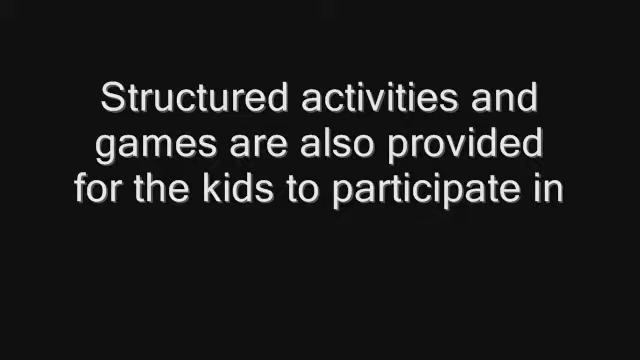 Structured activities and
games are also provided
for the kids to participate in